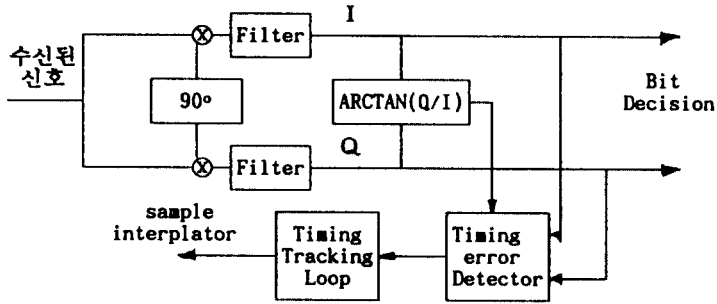 I
Filter
수신된
신호
90°
ARCTAN(Q/I)
Bit
Decision
Q
Filter
sample
interplator
Timing
Tracking
Loop
Timing
error
Detector